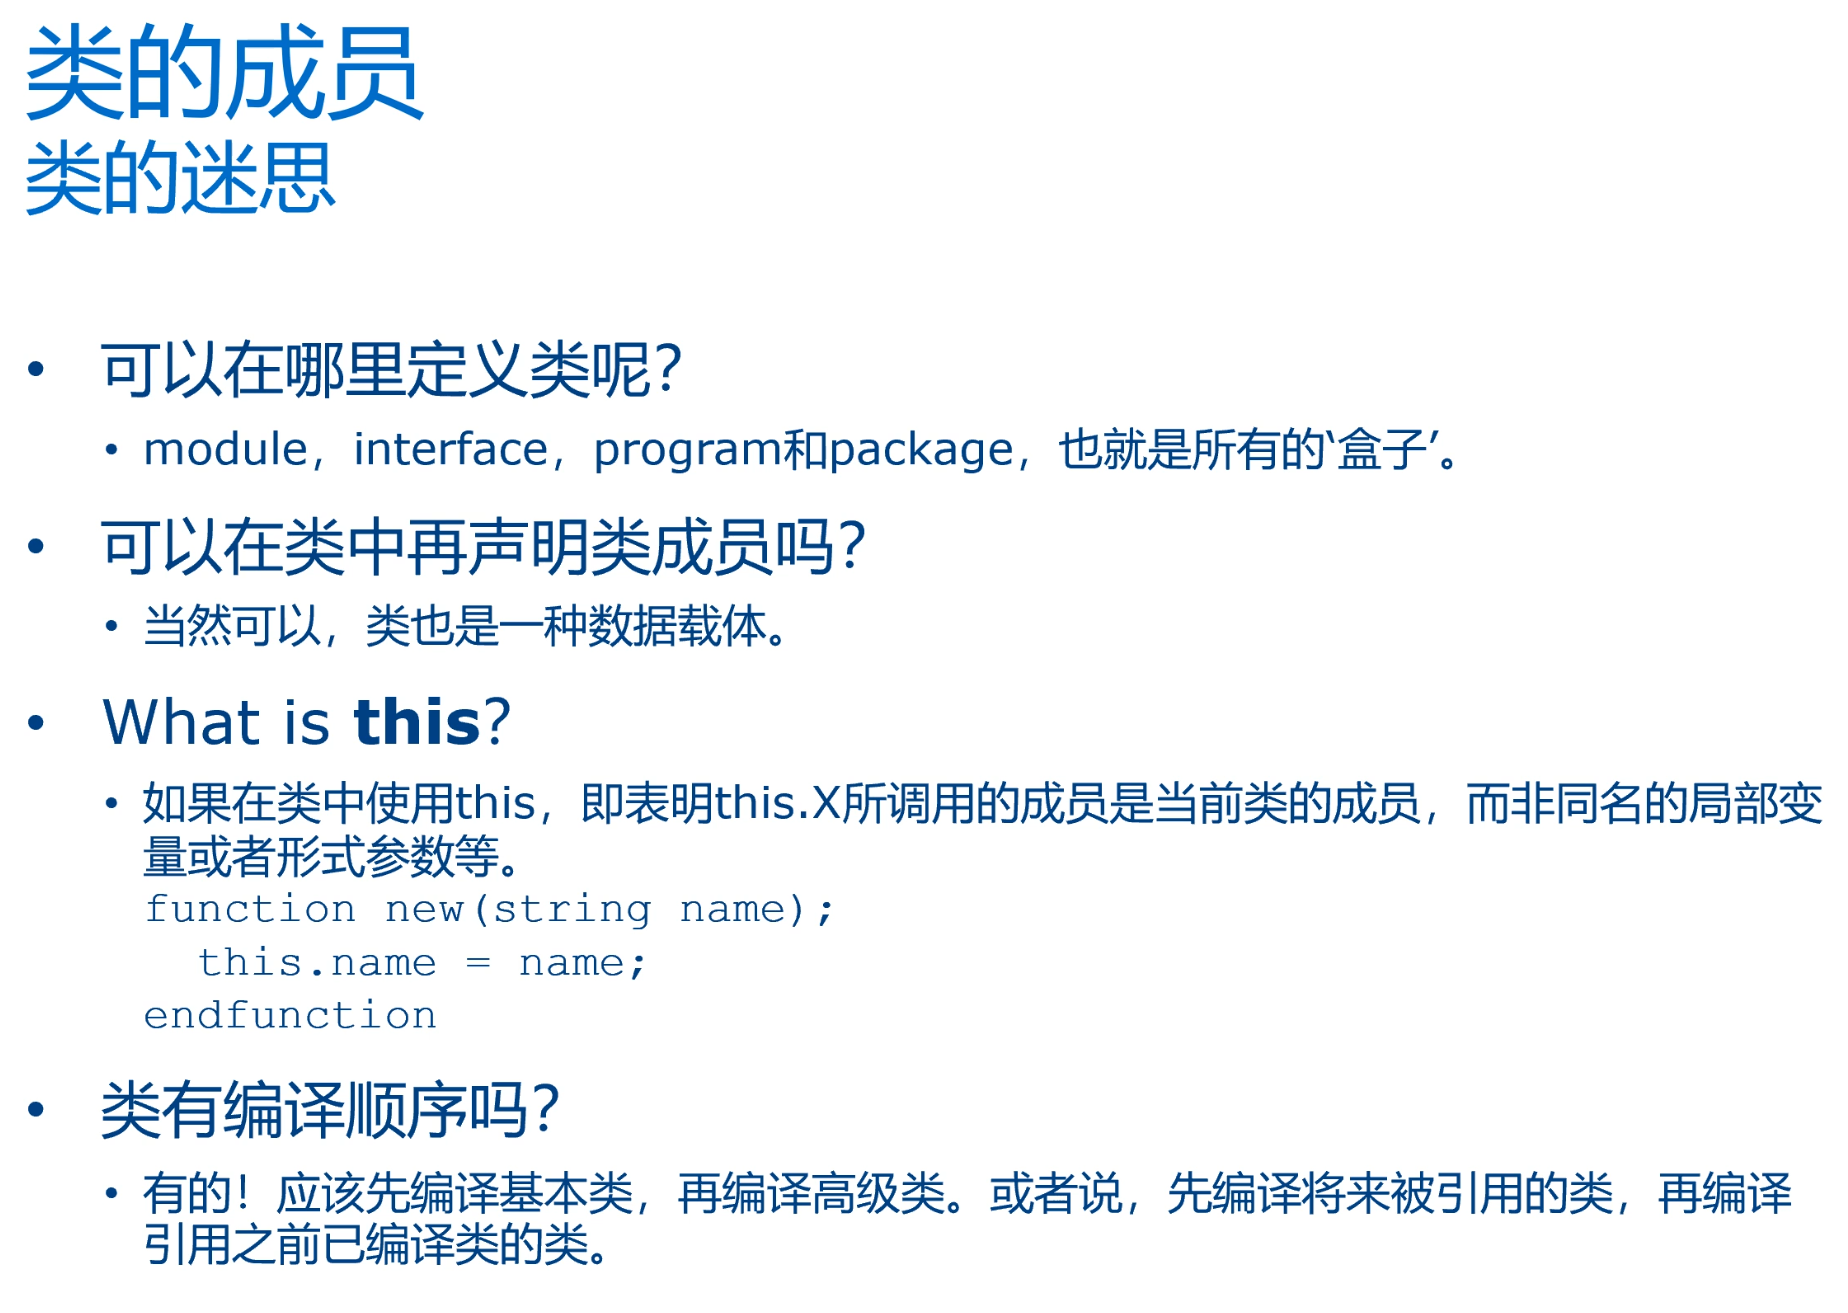 类的成员
类的迷思
• 可以在哪里定义类呢？
• module，interface，program和package，也就是所有的‘盒子’。
• 可以在类中再声明类成员吗？
• 当然可以，类也是一种数据载体。
• What is this?
• 如果在类中使用this，即表明this.X所调用的成员是当前类的成员，而非同名的局部变
量或者形式参数等。
function new(string name);
  this.name = name;
endfunction
• 类有编译顺序吗？
• 有的！应该先编译基本类，再编译高级类。或者说，先编译将来被引用的类，再编译
引用之前已编译类的类。